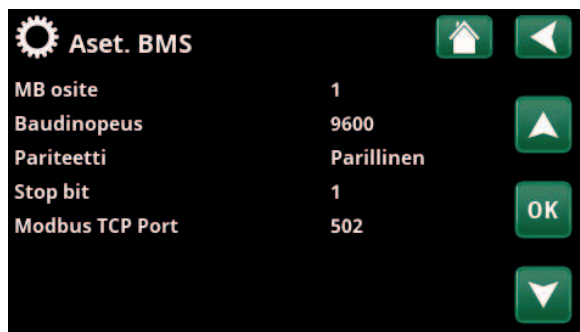 Aset. BMS
MB osite 1
Baudinopeus 9600
Pariteetti Parillinen
Stop bit 1
OK
Modbus TCP Port 502